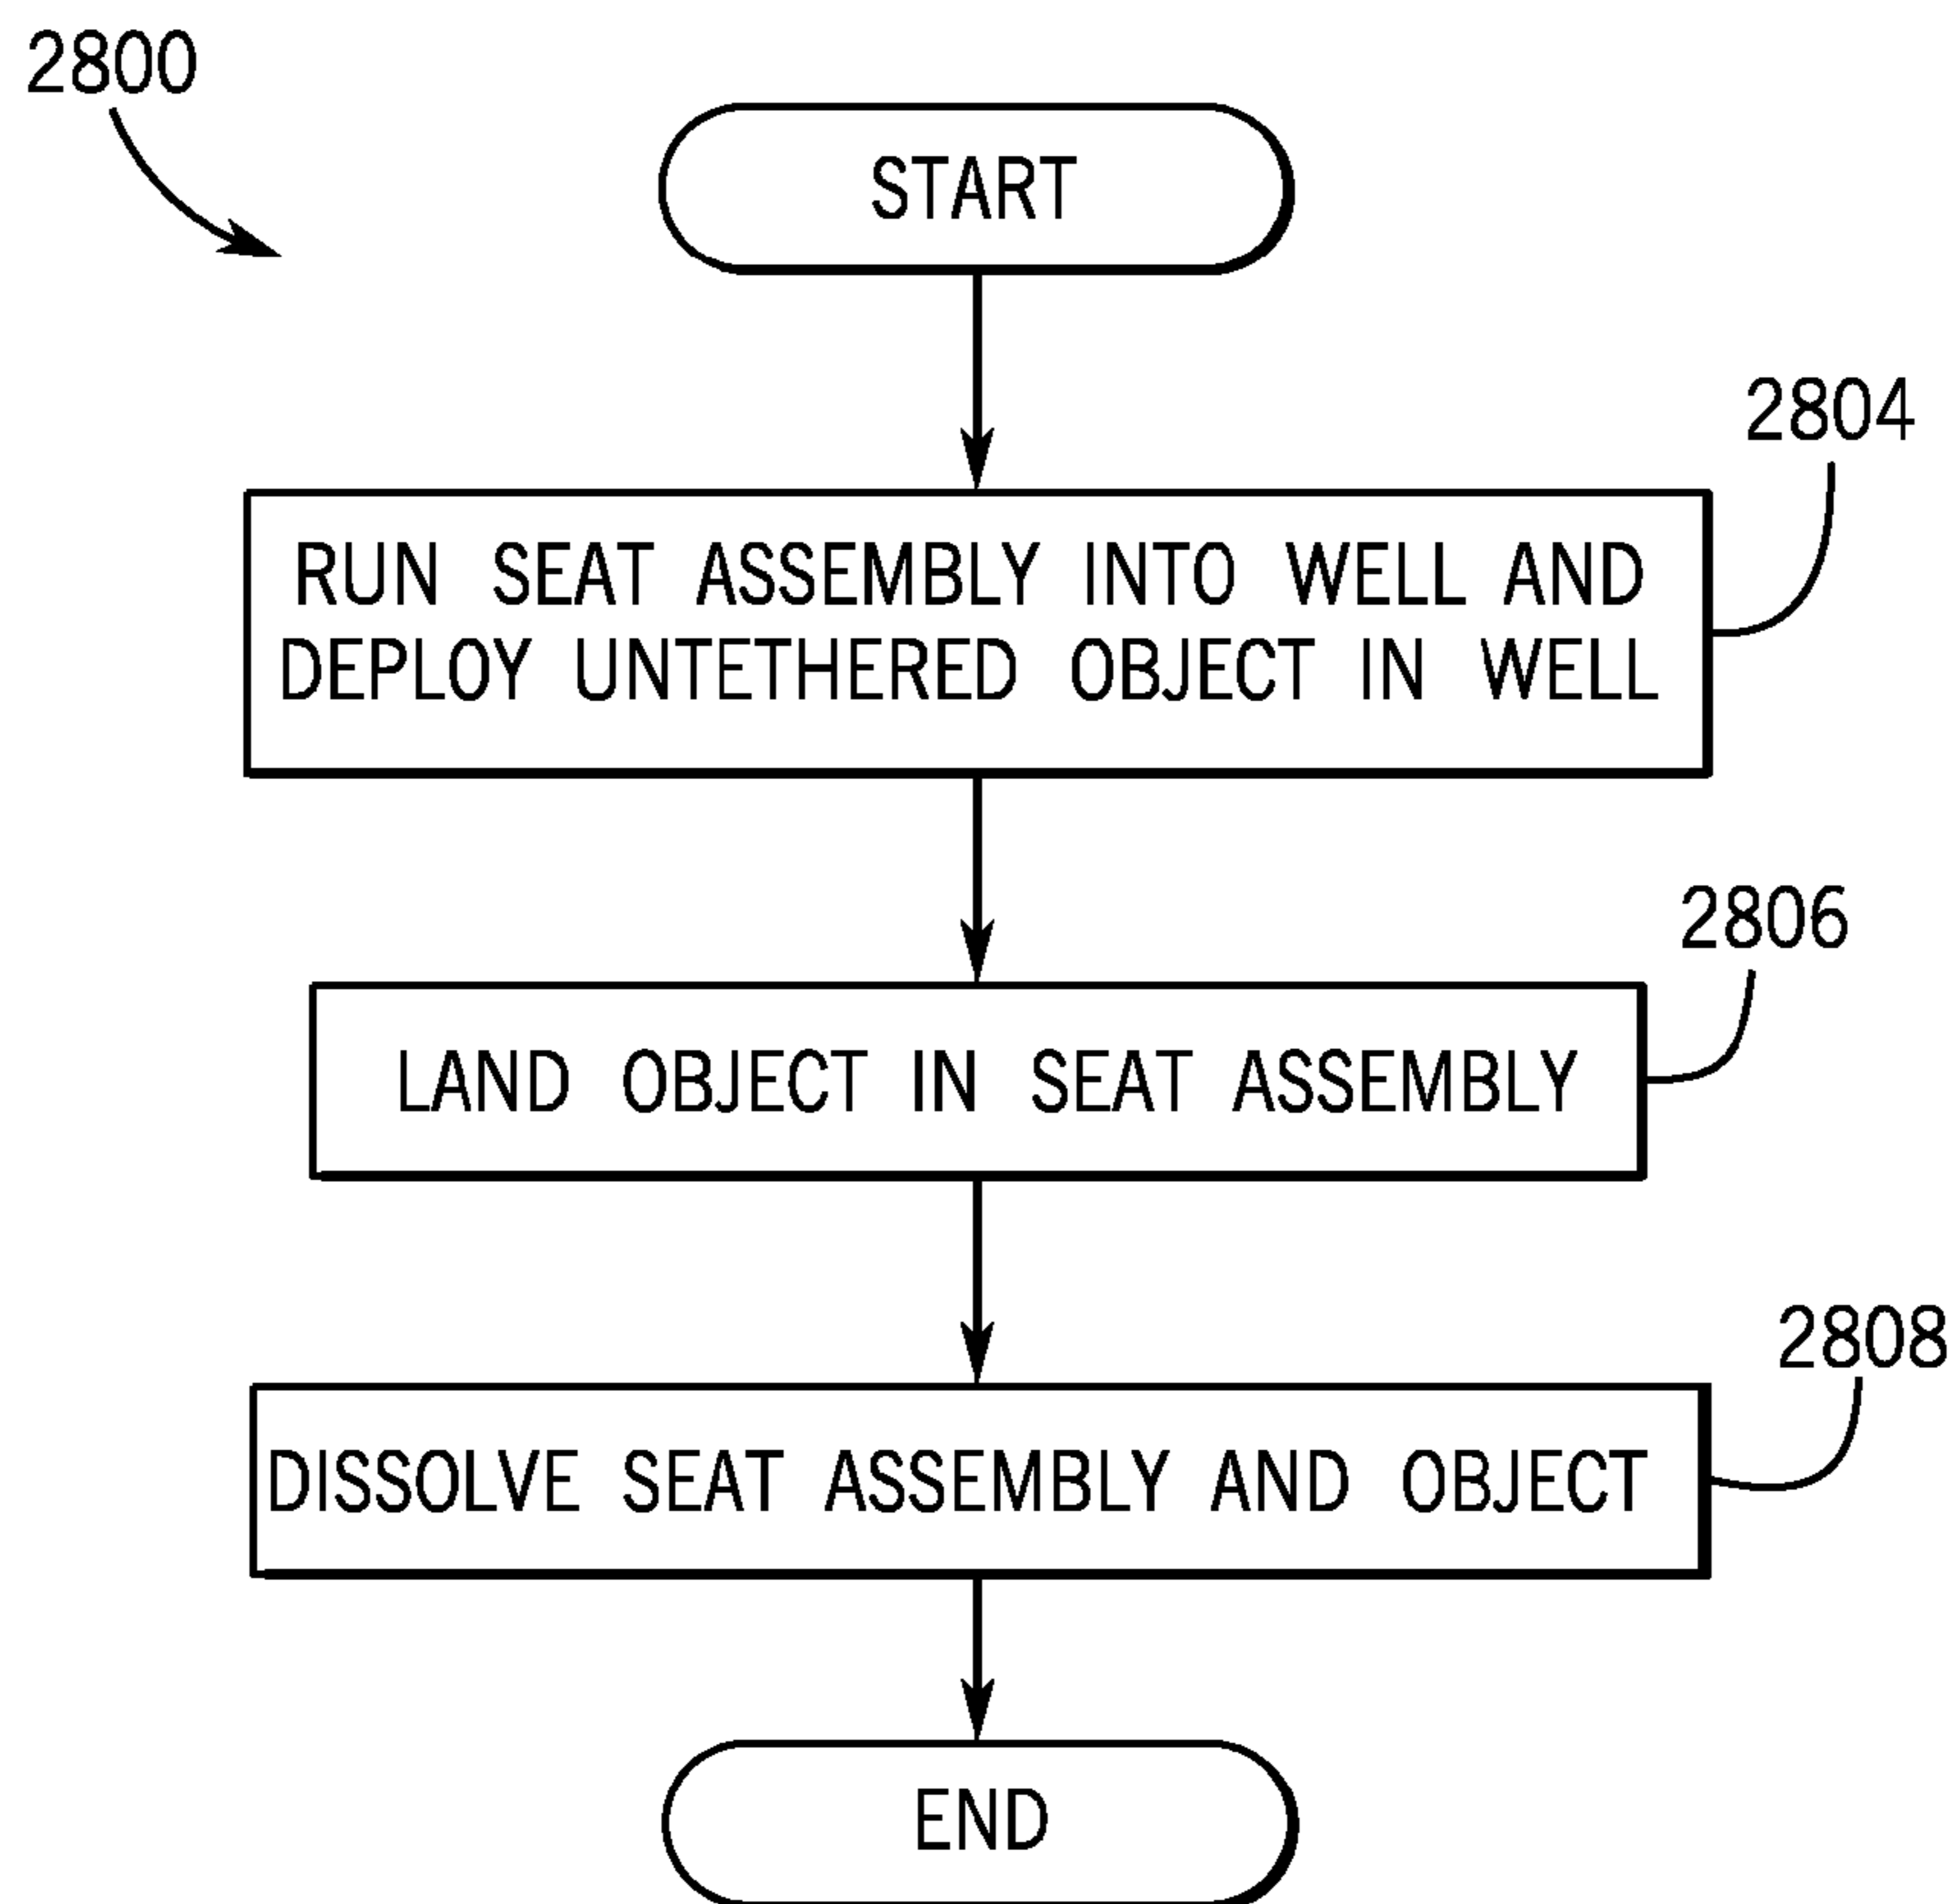 2800
START
2804
RUN SEAT ASSEMBLY INTO WELL AND
DEPLOY UNTETHERED OBJECT IN WELL
2806
LAND OBJECT IN SEAT ASSEMBLY
2808
DISSOLVE SEAT ASSEMBLY AND OBJECT
END